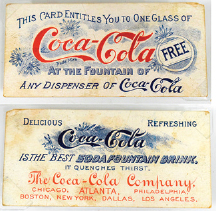 THIS CARD ENTITLES YOU TO ONE GLASS OF
Coca-Cola
FREE
AT THE FOUNTAIN OF
ANY DISPENSER OF Coca-Cola
DELICIOUS REFRESHING
Coca-Cola
IS THE BEST SODA FOUNTAIN DRINK.
IT QUENCHES THIRST.
The Coca-Cola Company.
CHICAGO, ATLANTA, PHILADELPHIA,
BOSTON, NEW YORK, DALLAS, LOS ANGELES.